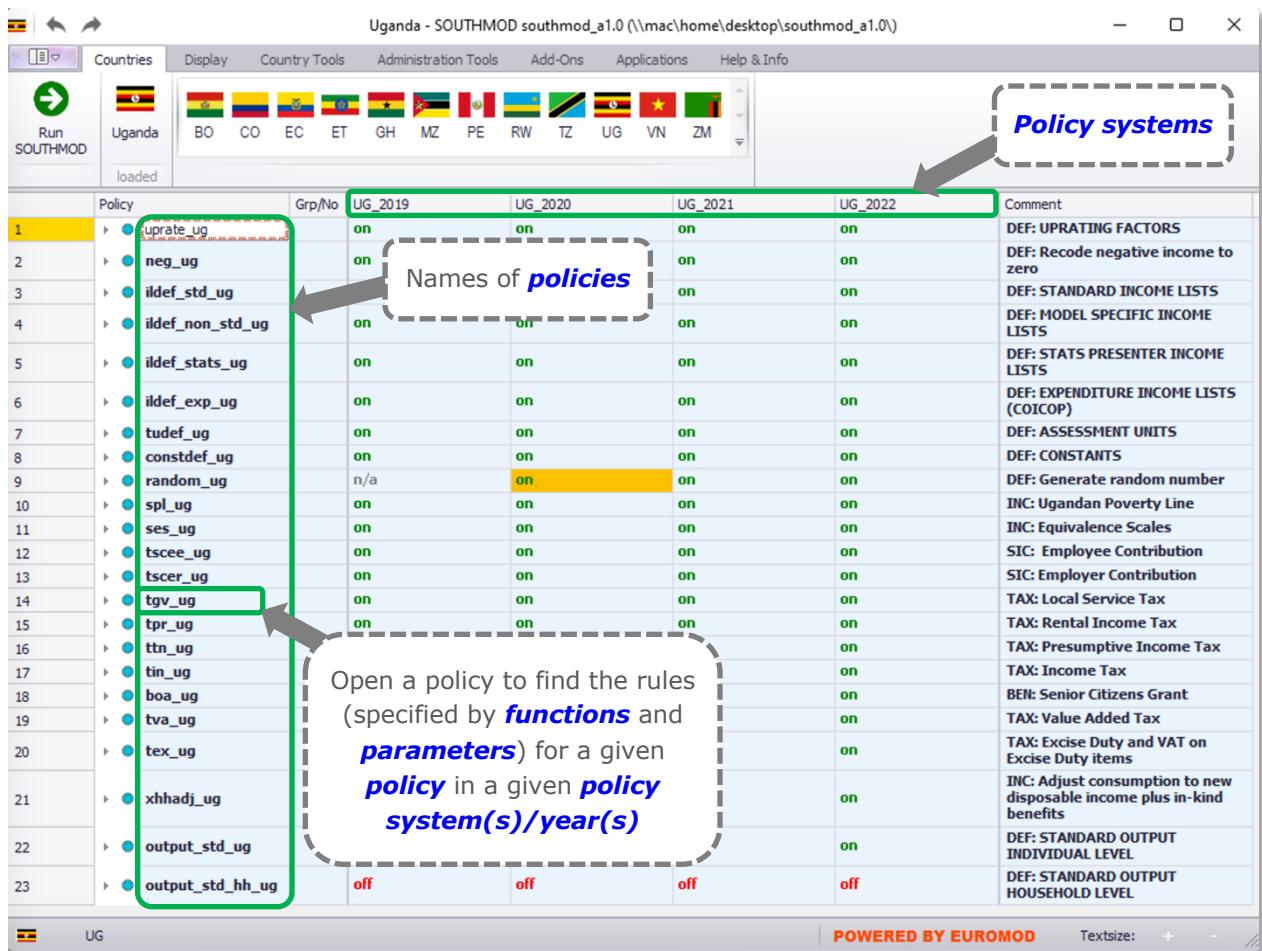 Uganda - SOUTHMOD southmod_a1.0 (\\mac\home\desktop\southmod_a1.0\)
Countries Display Country Tools Administration Tools Add-Ons Applications Help & Info
Run SOUTHMOD
Uganda
loaded
BO CO EC ET GH MZ PE RW TZ UG VN ZM
Policy systems
Policy Grp/No UG_2019 UG_2020 UG_2021 UG_2022 Comment
1 uprate_ug on on on on DEF: UPRATING FACTORS
2 neg_ug on on on DEF: Recode negative income to
zero
Names of policies
3 ildef_std_ug on on DEF: STANDARD INCOME LISTS
4 ildef_non_std_ug on on on on DEF: MODEL SPECIFIC INCOME
LISTS
5 ildef_stats_ug on on on on DEF: STATS PRESENTER INCOME
LISTS
6 ildef_exp_ug on on on on DEF: EXPENDITURE INCOME LISTS
(COICOP)
7 tudef_ug on on on on DEF: ASSESSMENT UNITS
8 constdef_ug on on on on DEF: CONSTANTS
9 random_ug n/a on on on DEF: Generate random number
10 spl_ug on on on on INC: Ugandan Poverty Line
11 ses_ug on on on on INC: Equivalence Scales
12 tscee_ug on on on on SIC: Employee Contribution
13 tscer_ug on on on on SIC: Employer Contribution
14 tgv_ug on on on on TAX: Local Service Tax
15 tpr_ug on on on on TAX: Rental Income Tax
16 ttn_ug on TAX: Presumptive Income Tax
17 tin_ug on TAX: Income Tax
18 boa_ug on BEN: Senior Citizens Grant
19 tva_ug on TAX: Value Added Tax
20 tex_ug on TAX: Excise Duty and VAT on
Excise Duty items
21 xhhadj_ug on INC: Adjust consumption to new
disposable income plus in-kind
benefits
Open a policy to find the rules
(specified by functions and
parameters) for a given
policy in a given policy
system(s)/year(s)
22 output_std_ug on DEF: STANDARD OUTPUT
INDIVIDUAL LEVEL
23 output_std_hh_ug off off off off DEF: STANDARD OUTPUT
HOUSEHOLD LEVEL
UG POWERED BY EUROMOD Textsize: + -